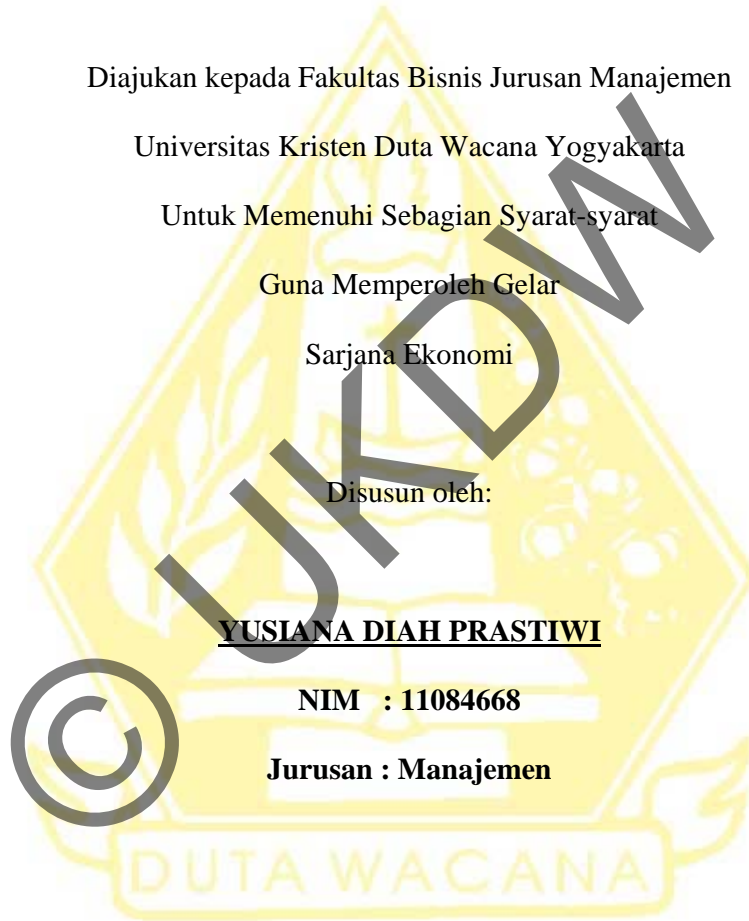 Diajukan kepada Fakultas Bisnis Jurusan Manajemen
Universitas Kristen Duta Wacana Yogyakarta
Untuk Memenuhi Sebagian Syarat-syarat
Guna Memperoleh Gelar
Sarjana Ekonomi
Disusun oleh:
YUSIANA DIAH PRASTIWI
NIM : 11084668
Jurusan : Manajemen
© UKDW
DUTA WACANA